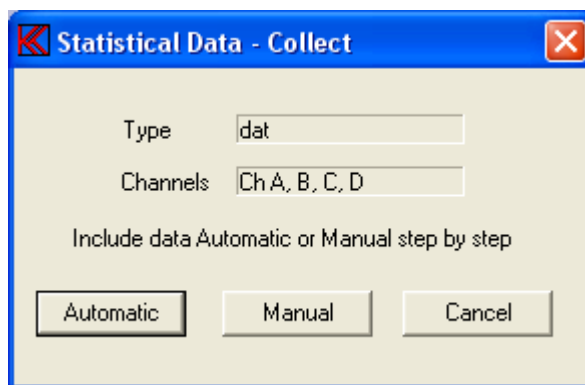 Statistical Data - Collect
Type dat
Channels Ch A, B, C, D
Include data Automatic or Manual step by step
Automatic Manual Cancel